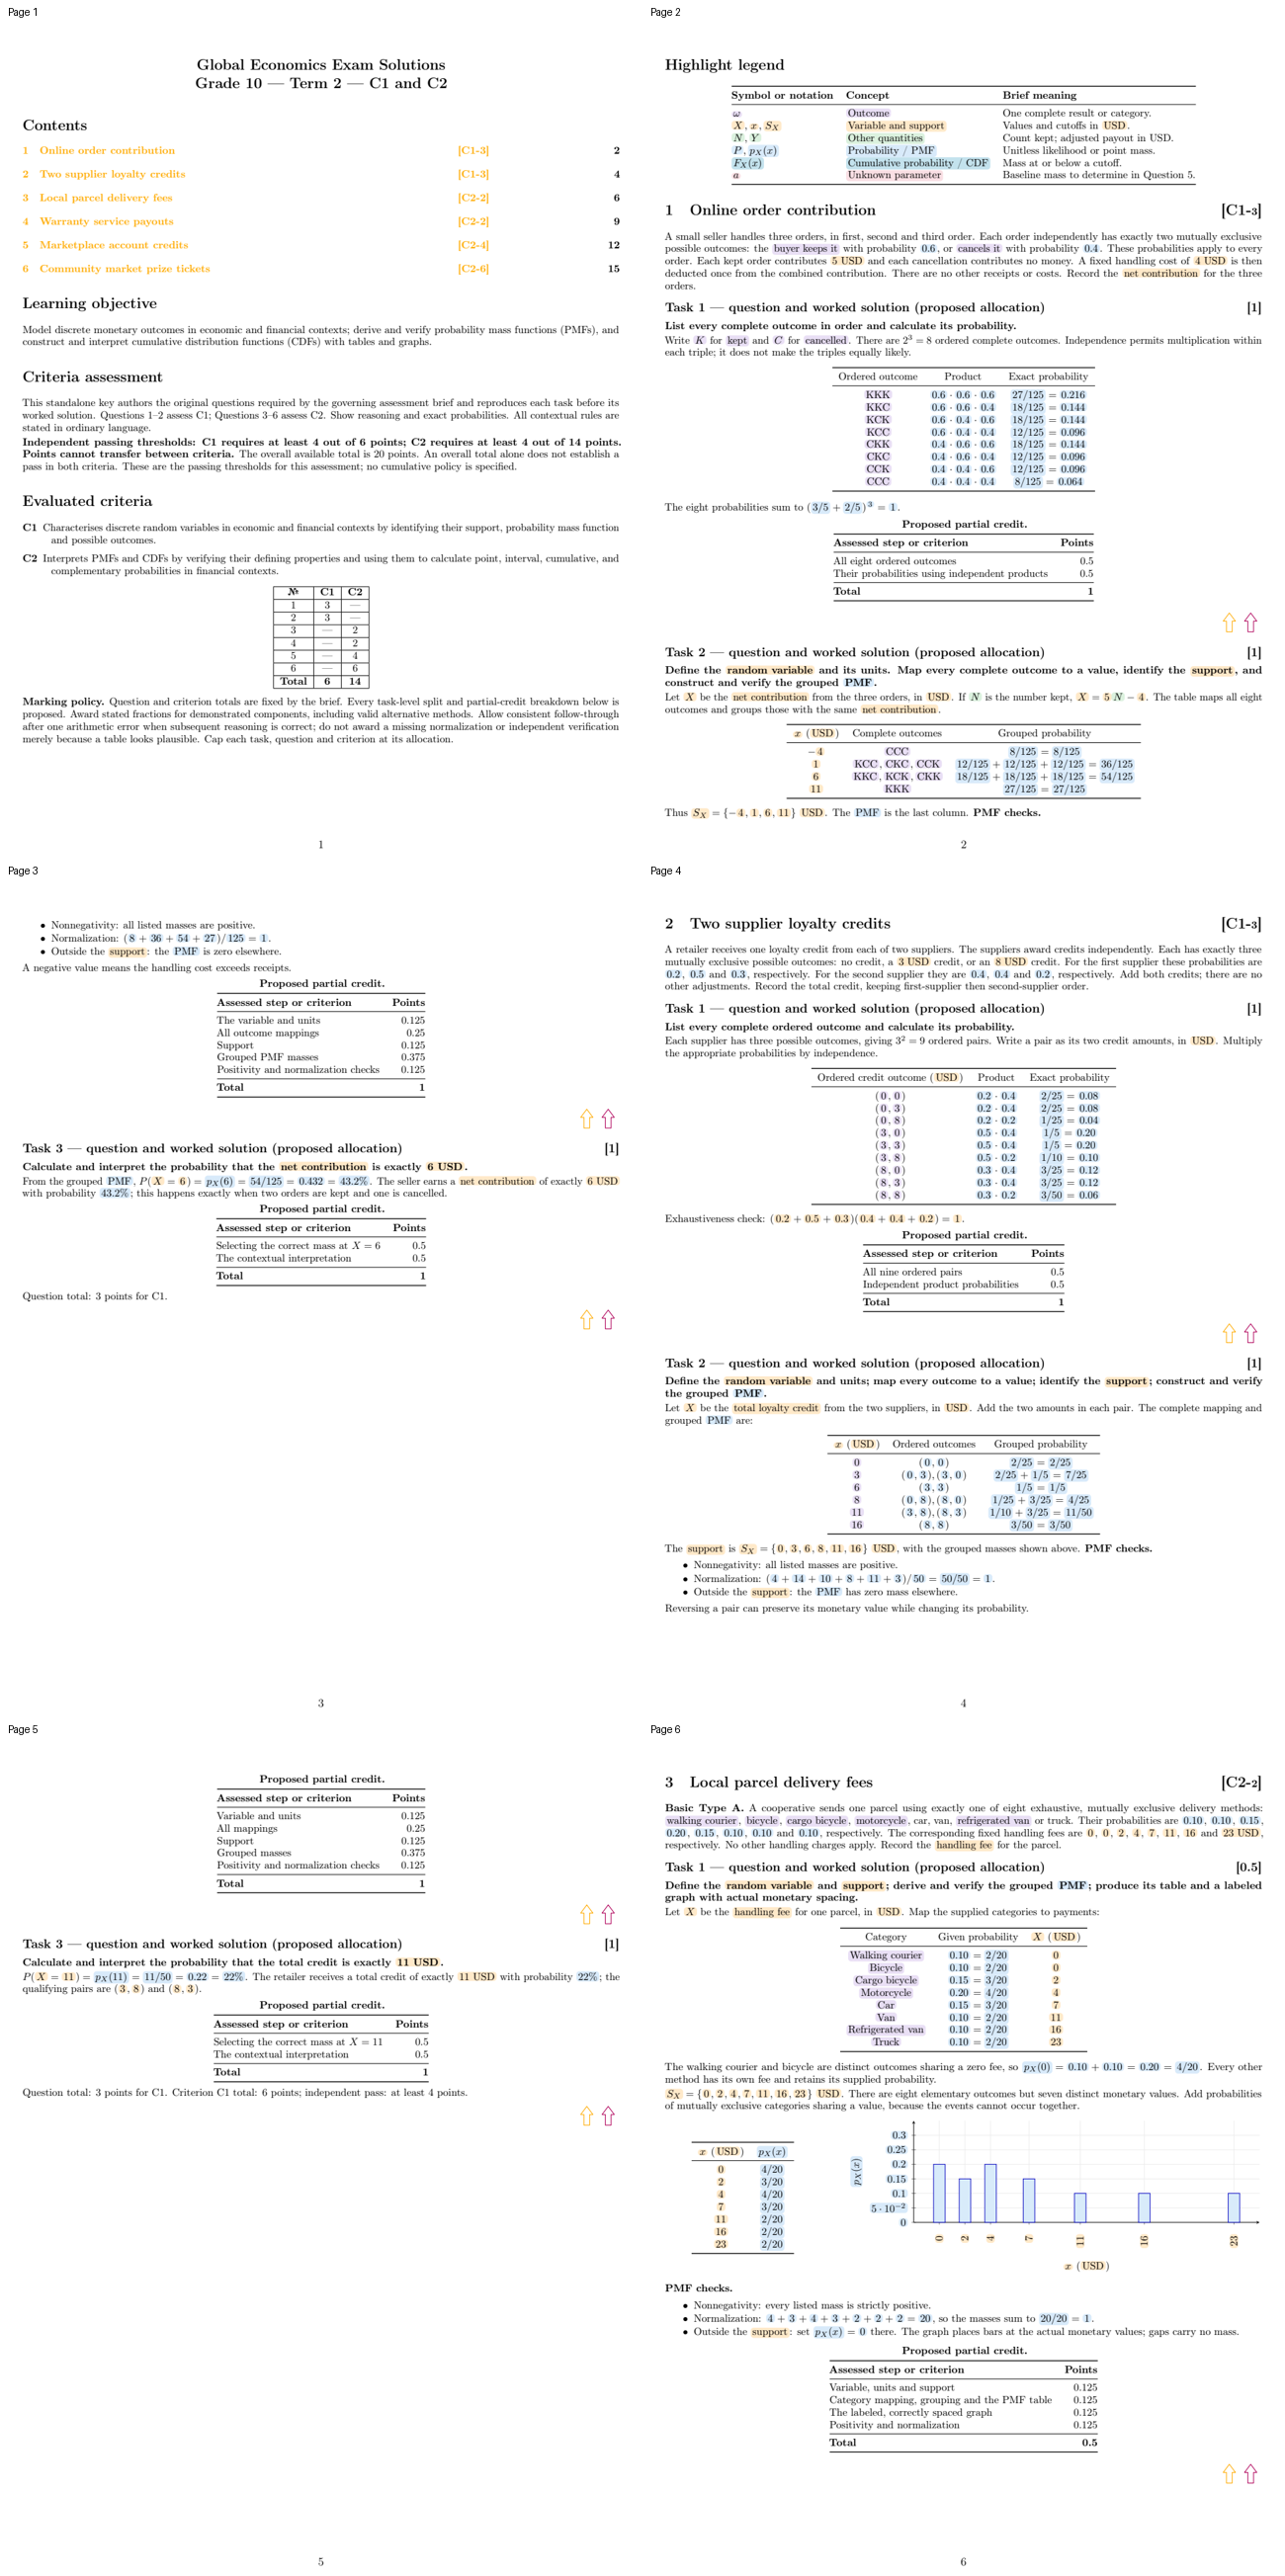 Page 1
Global Economics Exam Solutions
Grade 10 — Term 2 — C1 and C2
Contents
1 Online order contribution [C1-3] 2
2 Two supplier loyalty credits [C1-3] 4
3 Local parcel delivery fees [C2-2] 6
4 Warranty service payouts [C2-2] 9
5 Marketplace account credits [C2-4] 12
6 Community market prize tickets [C2-6] 15
Learning objective
Model discrete monetary outcomes in economic and financial contexts; derive and verify probability mass functions (PMFs), and
construct and interpret cumulative distribution functions (CDFs) with tables and graphs.
Criteria assessment
This standalone key authors the original questions required by the governing assessment brief and reproduces each task before its
worked solution. Questions 1–2 assess C1; Questions 3–6 assess C2. Show reasoning and exact probabilities. All contextual rules are
stated in ordinary language.
Independent passing thresholds: C1 requires at least 4 out of 6 points; C2 requires at least 4 out of 14 points.
Points cannot transfer between criteria. The overall available total is 20 points. An overall total alone does not establish a
pass in both criteria. These are the passing thresholds for this assessment; no cumulative policy is specified.
Evaluated criteria
C1 Characterises discrete random variables in economic and financial contexts by identifying their support, probability mass function
and possible outcomes.
C2 Interprets PMFs and CDFs by verifying their defining properties and using them to calculate point, interval, cumulative, and
complementary probabilities in financial contexts.
№ C1 C2
1 3 —
2 3 —
3 — 2
4 — 2
5 — 4
6 — 6
Total 6 14
Marking policy. Question and criterion totals are fixed by the brief. Every task-level split and partial-credit breakdown below is
proposed. Award stated fractions for demonstrated components, including valid alternative methods. Allow consistent follow-through
after one arithmetic error when subsequent reasoning is correct; do not award a missing normalization or independent verification
merely because a table looks plausible. Cap each task, question and criterion at its allocation.
1
Page 2
Highlight legend
Symbol or notation Concept Brief meaning
ω Outcome One complete result or category.
X, x, S_X Variable and support Values and cutoffs in USD.
N, Y Other quantities Count kept; adjusted payout in USD.
P, p_X(x) Probability / PMF Unitless likelihood or point mass.
F_X(x) Cumulative probability / CDF Mass at or below a cutoff.
a Unknown parameter Baseline mass to determine in Question 5.
1 Online order contribution [C1-3]
A small seller handles three orders, in first, second and third order. Each order independently has exactly two mutually exclusive
possible outcomes: the buyer keeps it with probability 0.6, or cancels it with probability 0.4. These probabilities apply to every
order. Each kept order contributes 5 USD and each cancellation contributes no money. A fixed handling cost of 4 USD is then
deducted once from the combined contribution. There are no other receipts or costs. Record the net contribution for the three
orders.
Task 1 — question and worked solution (proposed allocation) [1]
List every complete outcome in order and calculate its probability.
Write K for kept and C for cancelled. There are 2³ = 8 ordered complete outcomes. Independence permits multiplication within
each triple; it does not make the triples equally likely.
Ordered outcome Product Exact probability
KKK 0.6 · 0.6 · 0.6 27/125 = 0.216
KKC 0.6 · 0.6 · 0.4 18/125 = 0.144
KCK 0.6 · 0.4 · 0.6 18/125 = 0.144
KCC 0.6 · 0.4 · 0.4 12/125 = 0.096
CKK 0.4 · 0.6 · 0.6 18/125 = 0.144
CKC 0.4 · 0.6 · 0.4 12/125 = 0.096
CCK 0.4 · 0.4 · 0.6 12/125 = 0.096
CCC 0.4 · 0.4 · 0.4 8/125 = 0.064
The eight probabilities sum to (3/5 + 2/5)³ = 1.
Proposed partial credit.
Assessed step or criterion Points
All eight ordered outcomes 0.5
Their probabilities using independent products 0.5
Total 1
Task 2 — question and worked solution (proposed allocation) [1]
Define the random variable and its units. Map every complete outcome to a value, identify the support, and
construct and verify the grouped PMF.
Let X be the net contribution from the three orders, in USD. If N is the number kept, X = 5N − 4. The table maps all eight
outcomes and groups those with the same net contribution.
x (USD) Complete outcomes Grouped probability
−4 CCC 8/125 = 8/125
1 KCC, CKC, CCK 12/125 + 12/125 + 12/125 = 36/125
6 KKC, KCK, CKK 18/125 + 18/125 + 18/125 = 54/125
11 KKK 27/125 = 27/125
Thus S_X = {−4, 1, 6, 11} USD. The PMF is the last column. PMF checks.
2
Page 3
• Nonnegativity: all listed masses are positive.
• Normalization: (8 + 36 + 54 + 27)/125 = 1.
• Outside the support: the PMF is zero elsewhere.
A negative value means the handling cost exceeds receipts.
Proposed partial credit.
Assessed step or criterion Points
The variable and units 0.125
All outcome mappings 0.25
Support 0.125
Grouped PMF masses 0.375
Positivity and normalization checks 0.125
Total 1
Task 3 — question and worked solution (proposed allocation) [1]
Calculate and interpret the probability that the net contribution is exactly 6 USD.
From the grouped PMF, P(X = 6) = p_X(6) = 54/125 = 0.432 = 43.2%. The seller earns a net contribution of exactly 6 USD
with probability 43.2%; this happens exactly when two orders are kept and one is cancelled.
Proposed partial credit.
Assessed step or criterion Points
Selecting the correct mass at X = 6 0.5
The contextual interpretation 0.5
Total 1
Question total: 3 points for C1.
3
Page 4
2 Two supplier loyalty credits [C1-3]
A retailer receives one loyalty credit from each of two suppliers. The suppliers award credits independently. Each has exactly three
mutually exclusive possible outcomes: no credit, a 3 USD credit, or an 8 USD credit. For the first supplier these probabilities are
0.2, 0.5 and 0.3, respectively. For the second supplier they are 0.4, 0.4 and 0.2, respectively. Add both credits; there are no
other adjustments. Record the total credit, keeping first-supplier then second-supplier order.
Task 1 — question and worked solution (proposed allocation) [1]
List every complete ordered outcome and calculate its probability.
Each supplier has three possible outcomes, giving 3² = 9 ordered pairs. Write a pair as its two credit amounts, in USD. Multiply
the appropriate probabilities by independence.
Ordered credit outcome (USD) Product Exact probability
(0, 0) 0.2 · 0.4 2/25 = 0.08
(0, 3) 0.2 · 0.4 2/25 = 0.08
(0, 8) 0.2 · 0.2 1/25 = 0.04
(3, 0) 0.5 · 0.4 1/5 = 0.20
(3, 3) 0.5 · 0.4 1/5 = 0.20
(3, 8) 0.5 · 0.2 1/10 = 0.10
(8, 0) 0.3 · 0.4 3/25 = 0.12
(8, 3) 0.3 · 0.4 3/25 = 0.12
(8, 8) 0.3 · 0.2 3/50 = 0.06
Exhaustiveness check: (0.2 + 0.5 + 0.3)(0.4 + 0.4 + 0.2) = 1.
Proposed partial credit.
Assessed step or criterion Points
All nine ordered pairs 0.5
Independent product probabilities 0.5
Total 1
Task 2 — question and worked solution (proposed allocation) [1]
Define the random variable and units; map every outcome to a value; identify the support; construct and verify
the grouped PMF.
Let X be the total loyalty credit from the two suppliers, in USD. Add the two amounts in each pair. The complete mapping and
grouped PMF are:
x (USD) Ordered outcomes Grouped probability
0 (0, 0) 2/25 = 2/25
3 (0, 3),(3, 0) 2/25 + 1/5 = 7/25
6 (3, 3) 1/5 = 1/5
8 (0, 8),(8, 0) 1/25 + 3/25 = 4/25
11 (3, 8),(8, 3) 1/10 + 3/25 = 11/50
16 (8, 8) 3/50 = 3/50
The support is S_X = {0, 3, 6, 8, 11, 16} USD, with the grouped masses shown above. PMF checks.
• Nonnegativity: all listed masses are positive.
• Normalization: (4 + 14 + 10 + 8 + 11 + 3)/50 = 50/50 = 1.
• Outside the support: the PMF has zero mass elsewhere.
Reversing a pair can preserve its monetary value while changing its probability.
4
Page 5
Proposed partial credit.
Assessed step or criterion Points
Variable and units 0.125
All mappings 0.25
Support 0.125
Grouped masses 0.375
Positivity and normalization checks 0.125
Total 1
Task 3 — question and worked solution (proposed allocation) [1]
Calculate and interpret the probability that the total credit is exactly 11 USD.
P(X = 11) = p_X(11) = 11/50 = 0.22 = 22%. The retailer receives a total credit of exactly 11 USD with probability 22%; the
qualifying pairs are (3, 8) and (8, 3).
Proposed partial credit.
Assessed step or criterion Points
Selecting the correct mass at X = 11 0.5
The contextual interpretation 0.5
Total 1
Question total: 3 points for C1. Criterion C1 total: 6 points; independent pass: at least 4 points.
5
Page 6
3 Local parcel delivery fees [C2-2]
Basic Type A. A cooperative sends one parcel using exactly one of eight exhaustive, mutually exclusive delivery methods:
walking courier, bicycle, cargo bicycle, motorcycle, car, van, refrigerated van or truck. Their probabilities are 0.10, 0.10, 0.15,
0.20, 0.15, 0.10, 0.10 and 0.10, respectively. The corresponding fixed handling fees are 0, 0, 2, 4, 7, 11, 16 and 23 USD,
respectively. No other handling charges apply. Record the handling fee for the parcel.
Task 1 — question and worked solution (proposed allocation) [0.5]
Define the random variable and support; derive and verify the grouped PMF; produce its table and a labeled
graph with actual monetary spacing.
Let X be the handling fee for one parcel, in USD. Map the supplied categories to payments:
Category Given probability X (USD)
Walking courier 0.10 = 2/20 0
Bicycle 0.10 = 2/20 0
Cargo bicycle 0.15 = 3/20 2
Motorcycle 0.20 = 4/20 4
Car 0.15 = 3/20 7
Van 0.10 = 2/20 11
Refrigerated van 0.10 = 2/20 16
Truck 0.10 = 2/20 23
The walking courier and bicycle are distinct outcomes sharing a zero fee, so p_X(0) = 0.10 + 0.10 = 0.20 = 4/20. Every other
method has its own fee and retains its supplied probability.
S_X = {0, 2, 4, 7, 11, 16, 23} USD. There are eight elementary outcomes but seven distinct monetary values. Add probabilities
of mutually exclusive categories sharing a value, because the events cannot occur together.
x (USD) p_X(x)
0 4/20
2 3/20
4 4/20
7 3/20
11 2/20
16 2/20
23 2/20
p_X(x)
0.3
0.25
0.2
0.15
0.1
5 · 10⁻²
0
0 2 4 7 11 16 23
x (USD)
PMF checks.
• Nonnegativity: every listed mass is strictly positive.
• Normalization: 4 + 3 + 4 + 3 + 2 + 2 + 2 = 20, so the masses sum to 20/20 = 1.
• Outside the support: set p_X(x) = 0 there. The graph places bars at the actual monetary values; gaps carry no mass.
Proposed partial credit.
Assessed step or criterion Points
Variable, units and support 0.125
Category mapping, grouping and the PMF table 0.125
The labeled, correctly spaced graph 0.125
Positivity and normalization 0.125
Total 0.5
6